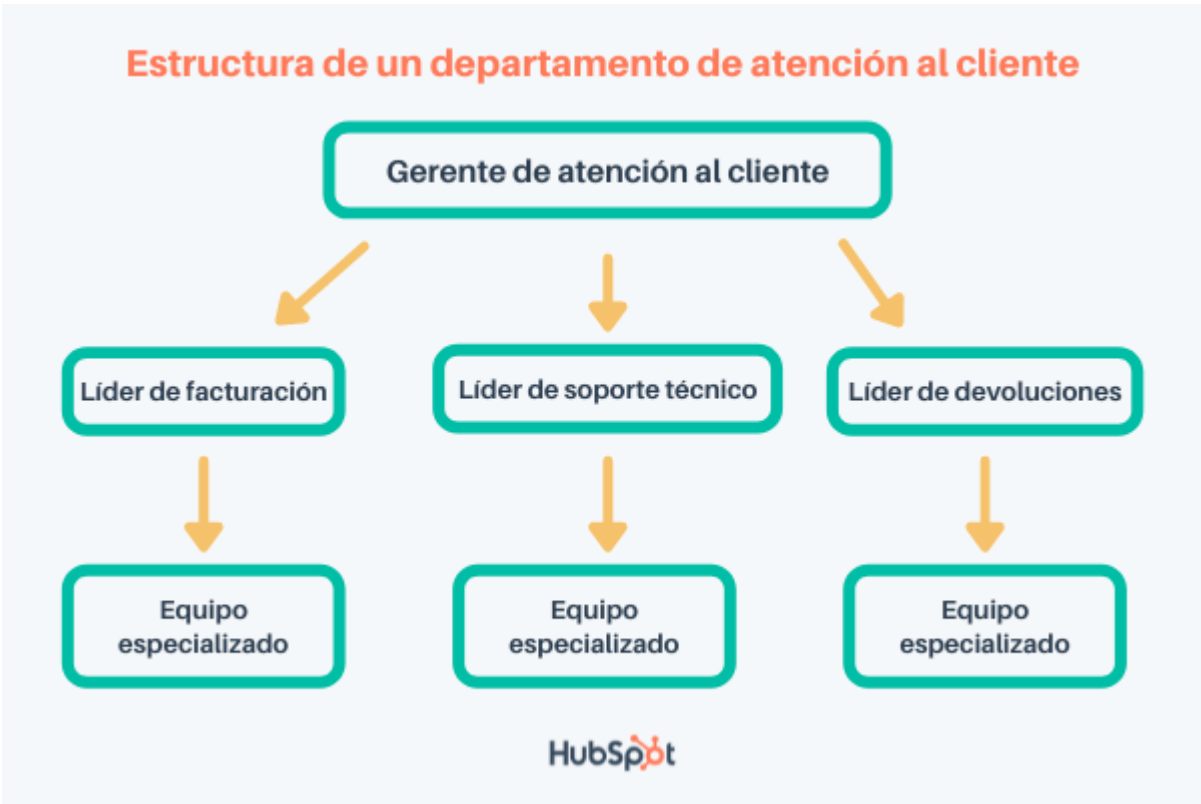 Estructura de un departamento de atención al cliente
Gerente de atención al cliente
Líder de facturación
Líder de soporte técnico
Líder de devoluciones
Equipo
especializado
Equipo
especializado
Equipo
especializado
HubSpot